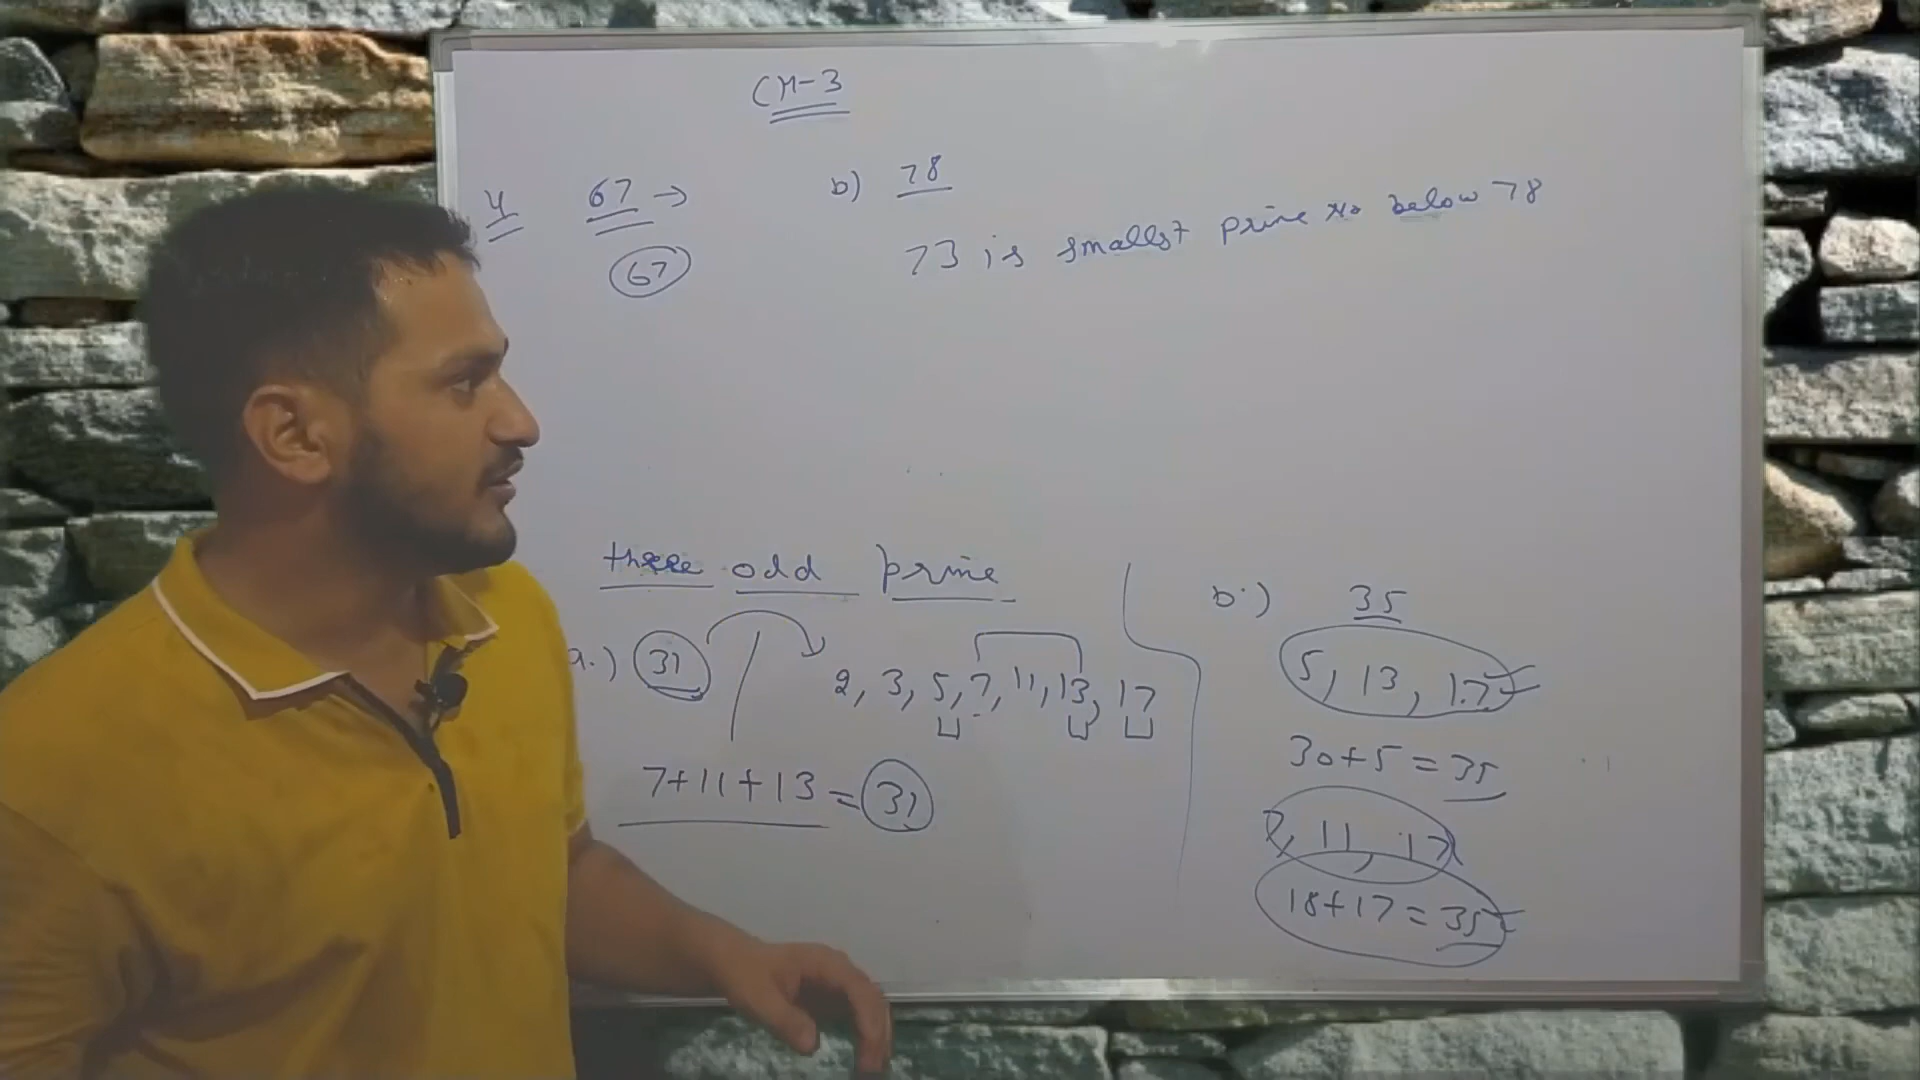 CH-3
4 67 →
67
b) 78
73 is smallest prime no below 78
three odd prime
a.) 31 2, 3, 5, 7, 11, 13, 17
7+11+13 = 31
b.) 35
5, 13, 17
30+5 = 35
7, 11, 17
18+17 = 35